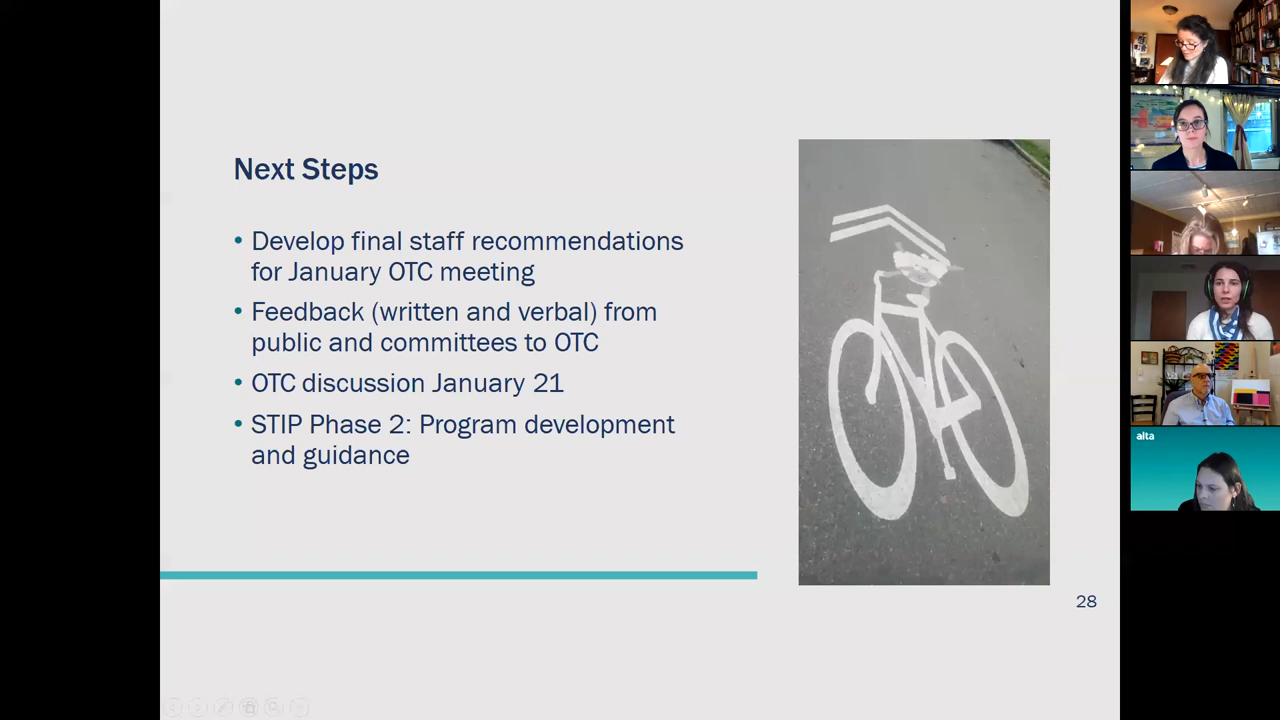 Next Steps
• Develop final staff recommendations
for January OTC meeting
• Feedback (written and verbal) from
public and committees to OTC
• OTC discussion January 21
• STIP Phase 2: Program development
and guidance
28
alta